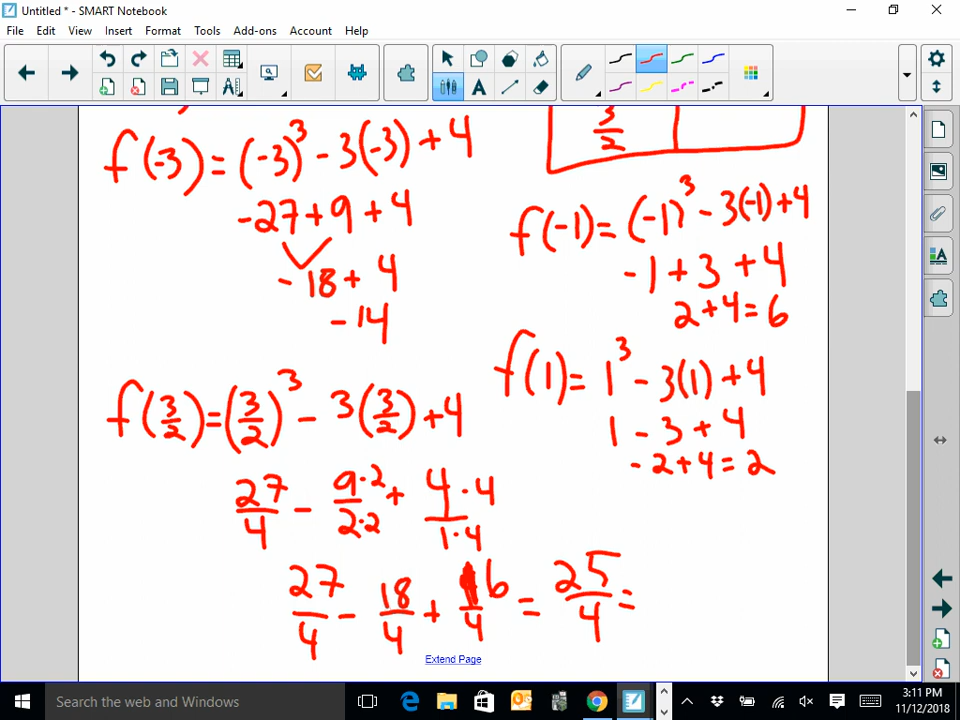 Untitled * - SMART Notebook
File Edit View Insert Format Tools Add-ons Account Help
3/2
f(-3) = (-3)³ - 3(-3) + 4
-27 + 9 + 4
-18 + 4
-14
f(-1) = (-1)³ - 3(-1) + 4
-1 + 3 + 4
2 + 4 = 6
f(1) = 1³ - 3(1) + 4
1 - 3 + 4
-2 + 4 = 2
f(3/2) = (3/2)³ - 3(3/2) + 4
27/4 - 9·2/2·2 + 4·4/1·4
27/4 - 18/4 + 16/4 = 25/4 =
Extend Page
Search the web and Windows
3:11 PM
11/12/2018